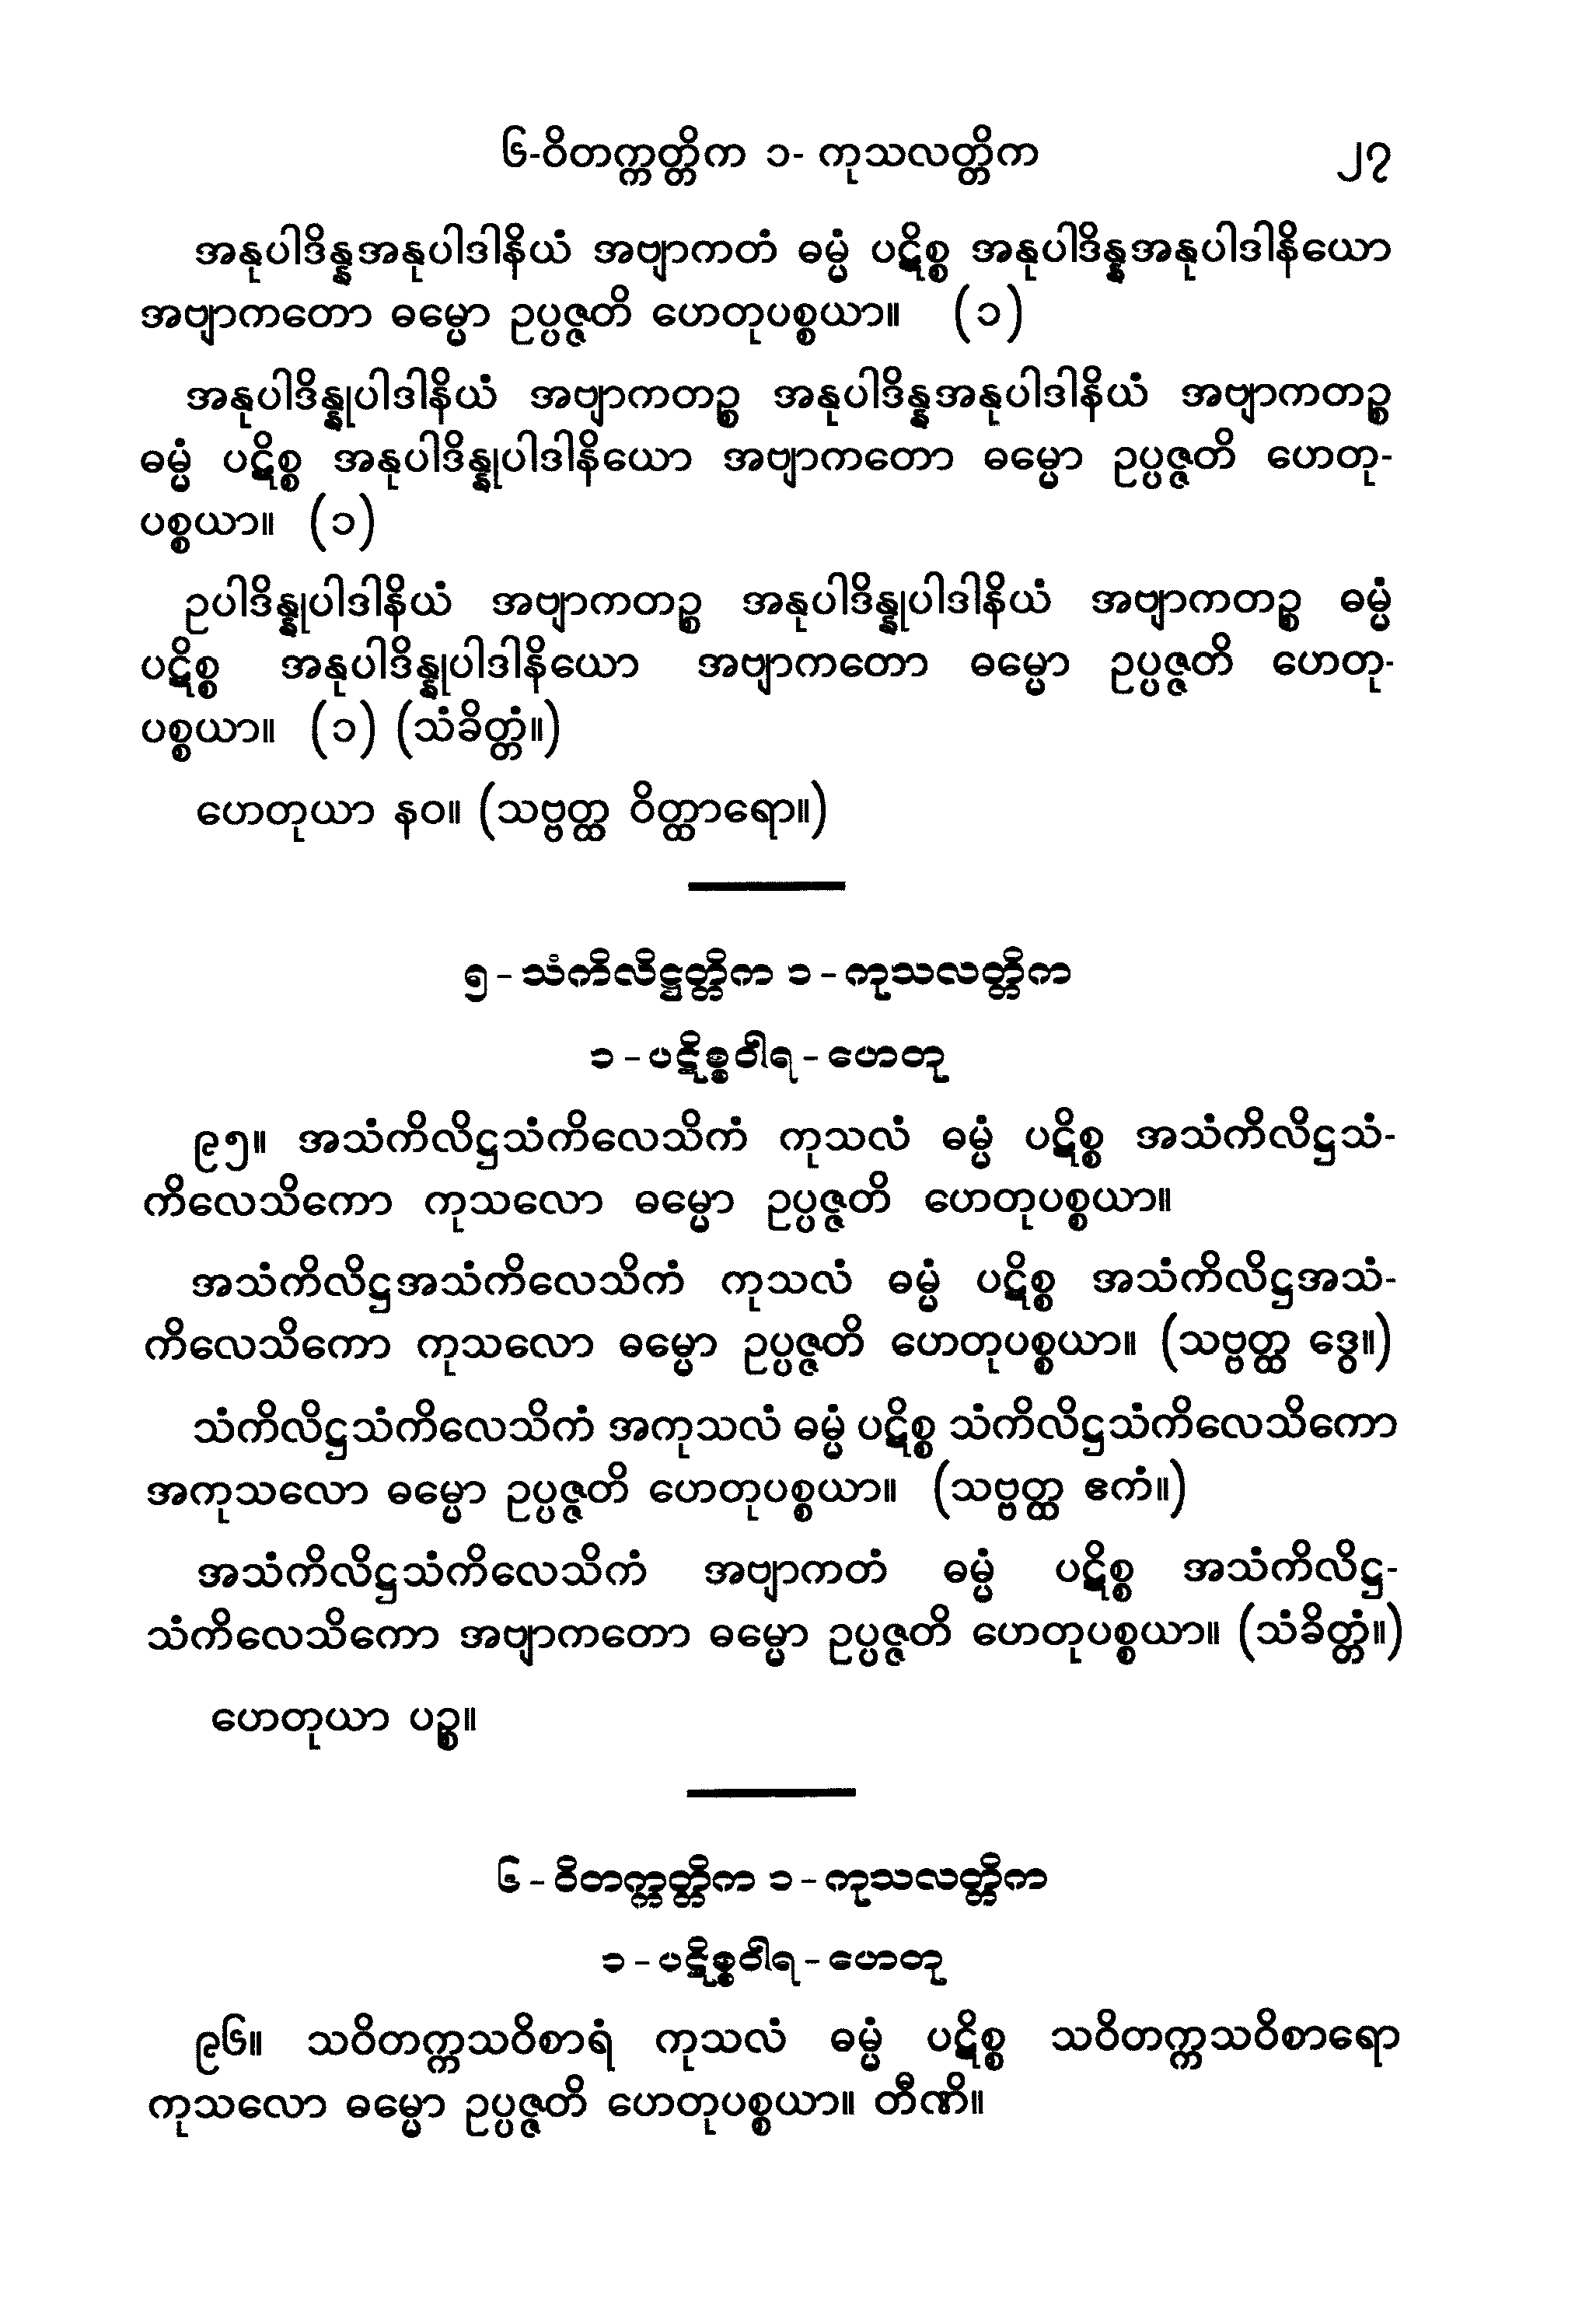 ၆-ဝိတက္ကတ္တိက ၁- ကုသလတ္တိက ၂၇
အနုပါဒိန္နအနုပါဒါနိယံ အဗျာကတံ ဓမ္မံ ပဋိစ္စ အနုပါဒိန္နအနုပါဒါနိယော
အဗျာကတော ဓမ္မော ဥပ္ပဇ္ဇတိ ဟေတုပစ္စယာ။ (၁)
အနုပါဒိန္နုပါဒါနိယံ အဗျာကတဉ္စ အနုပါဒိန္နအနုပါဒါနိယံ အဗျာကတဉ္စ
ဓမ္မံ ပဋိစ္စ အနုပါဒိန္နုပါဒါနိယော အဗျာကတော ဓမ္မော ဥပ္ပဇ္ဇတိ ဟေတု-
ပစ္စယာ။ (၁)
ဥပါဒိန္နုပါဒါနိယံ အဗျာကတဉ္စ အနုပါဒိန္နုပါဒါနိယံ အဗျာကတဉ္စ ဓမ္မံ
ပဋိစ္စ အနုပါဒိန္နုပါဒါနိယော အဗျာကတော ဓမ္မော ဥပ္ပဇ္ဇတိ ဟေတု-
ပစ္စယာ။ (၁) (သံခိတ္တံ။)
ဟေတုယာ နဝ။ (သဗ္ဗတ္ထ ဝိတ္ထာရော။)
၅ - သံကိလိဋ္ဌတ္တိက ၁ - ကုသလတ္တိက
၁ - ပဋိစ္စဝါရ - ဟေတု
၉၅။ အသံကိလိဋ္ဌသံကိလေသိကံ ကုသလံ ဓမ္မံ ပဋိစ္စ အသံကိလိဋ္ဌသံ-
ကိလေသိကော ကုသလော ဓမ္မော ဥပ္ပဇ္ဇတိ ဟေတုပစ္စယာ။
အသံကိလိဋ္ဌအသံကိလေသိကံ ကုသလံ ဓမ္မံ ပဋိစ္စ အသံကိလိဋ္ဌအသံ-
ကိလေသိကော ကုသလော ဓမ္မော ဥပ္ပဇ္ဇတိ ဟေတုပစ္စယာ။ (သဗ္ဗတ္ထ ဒွေ။)
သံကိလိဋ္ဌသံကိလေသိကံ အကုသလံ ဓမ္မံ ပဋိစ္စ သံကိလိဋ္ဌသံကိလေသိကော
အကုသလော ဓမ္မော ဥပ္ပဇ္ဇတိ ဟေတုပစ္စယာ။ (သဗ္ဗတ္ထ ဧကံ။)
အသံကိလိဋ္ဌသံကိလေသိကံ အဗျာကတံ ဓမ္မံ ပဋိစ္စ အသံကိလိဋ္ဌ-
သံကိလေသိကော အဗျာကတော ဓမ္မော ဥပ္ပဇ္ဇတိ ဟေတုပစ္စယာ။ (သံခိတ္တံ။)
ဟေတုယာ ပဉ္စ။
၆ - ဝိတက္ကတ္တိက ၁ - ကုသလတ္တိက
၁ - ပဋိစ္စဝါရ - ဟေတု
၉၆။ သဝိတက္ကသဝိစာရံ ကုသလံ ဓမ္မံ ပဋိစ္စ သဝိတက္ကသဝိစာရော
ကုသလော ဓမ္မော ဥပ္ပဇ္ဇတိ ဟေတုပစ္စယာ။ တီဏိ။